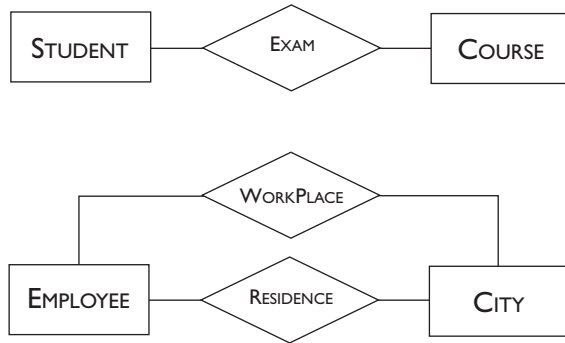 STUDENT
EXAM
COURSE
WORKPLACE
EMPLOYEE
RESIDENCE
CITY